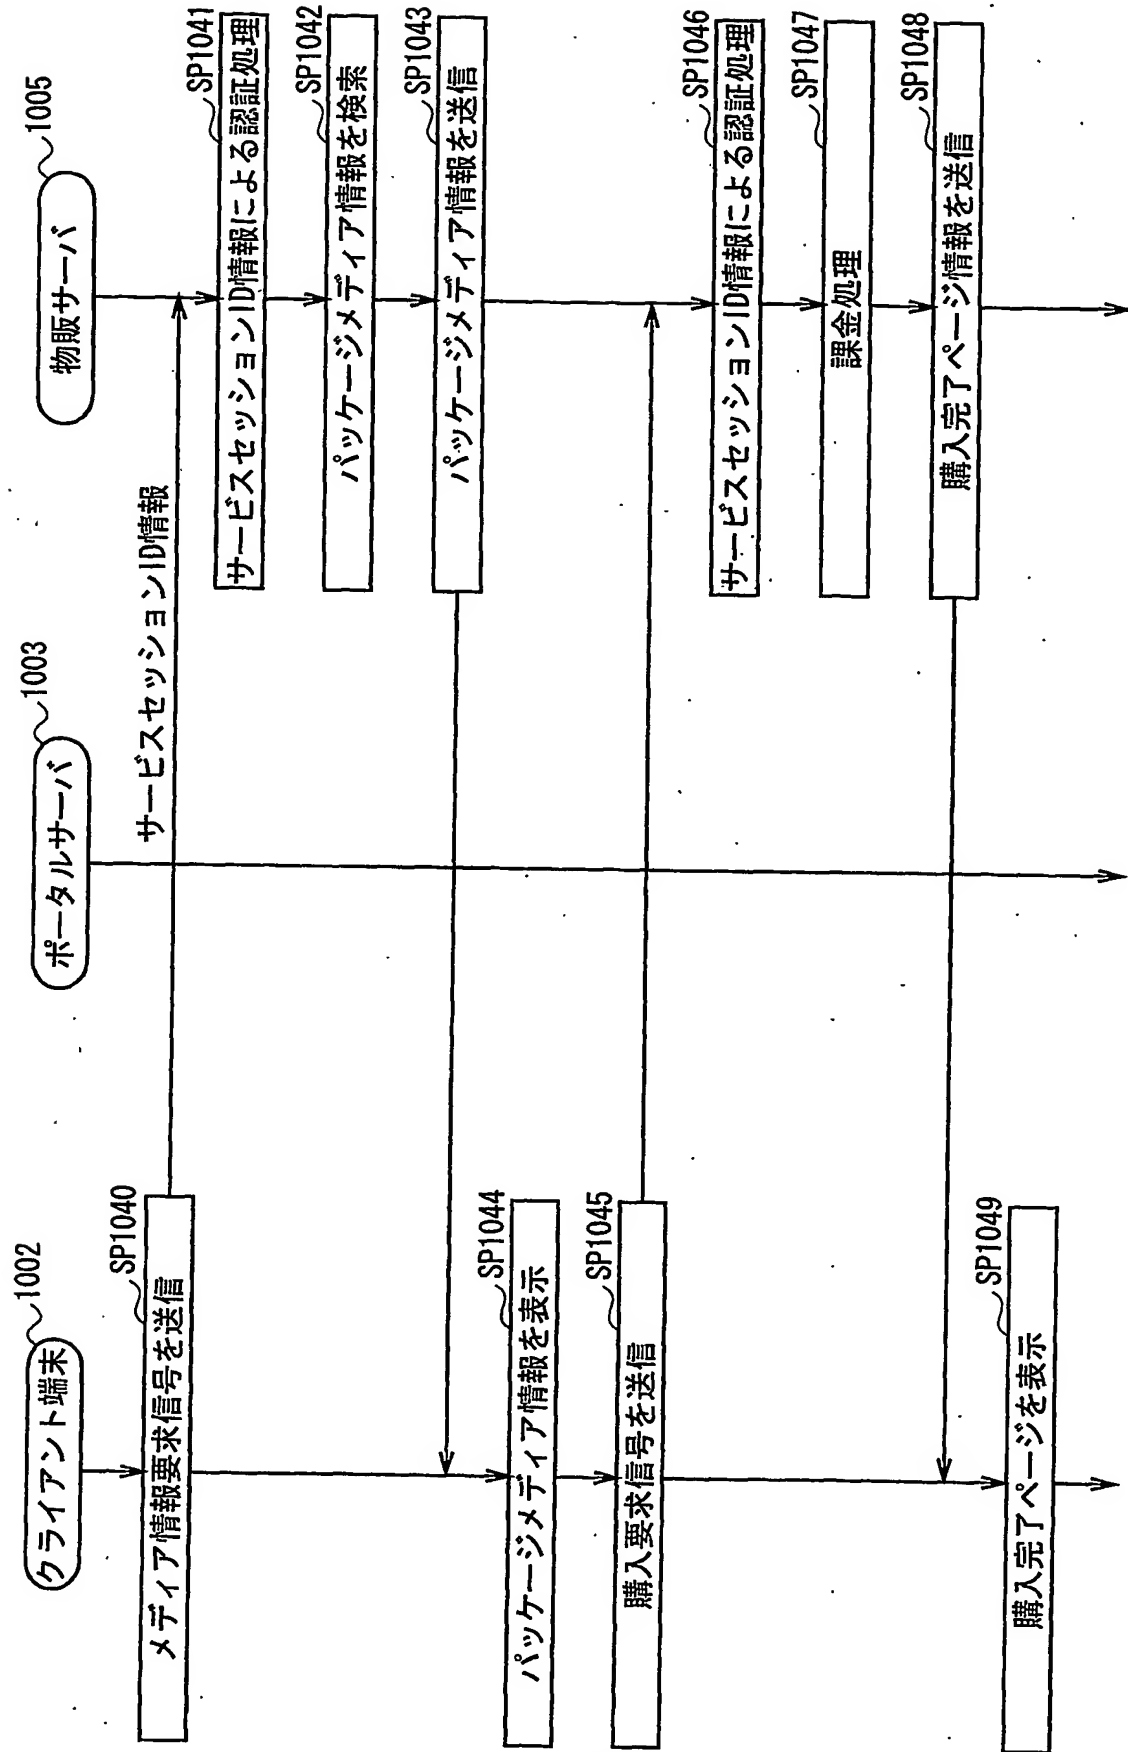 クライアント端末
1002
ポータルサーバ
1003
物販サーバ
1005
SP1040
メディア情報要求信号を送信
サービスセッションID情報
SP1041
サービスセッションID情報による認証処理
SP1042
パッケージメディア情報を検索
SP1043
パッケージメディア情報を送信
SP1044
パッケージメディア情報を表示
SP1045
購入要求信号を送信
SP1046
サービスセッションID情報による認証処理
SP1047
課金処理
SP1048
購入完了ページ情報を送信
SP1049
購入完了ページを表示